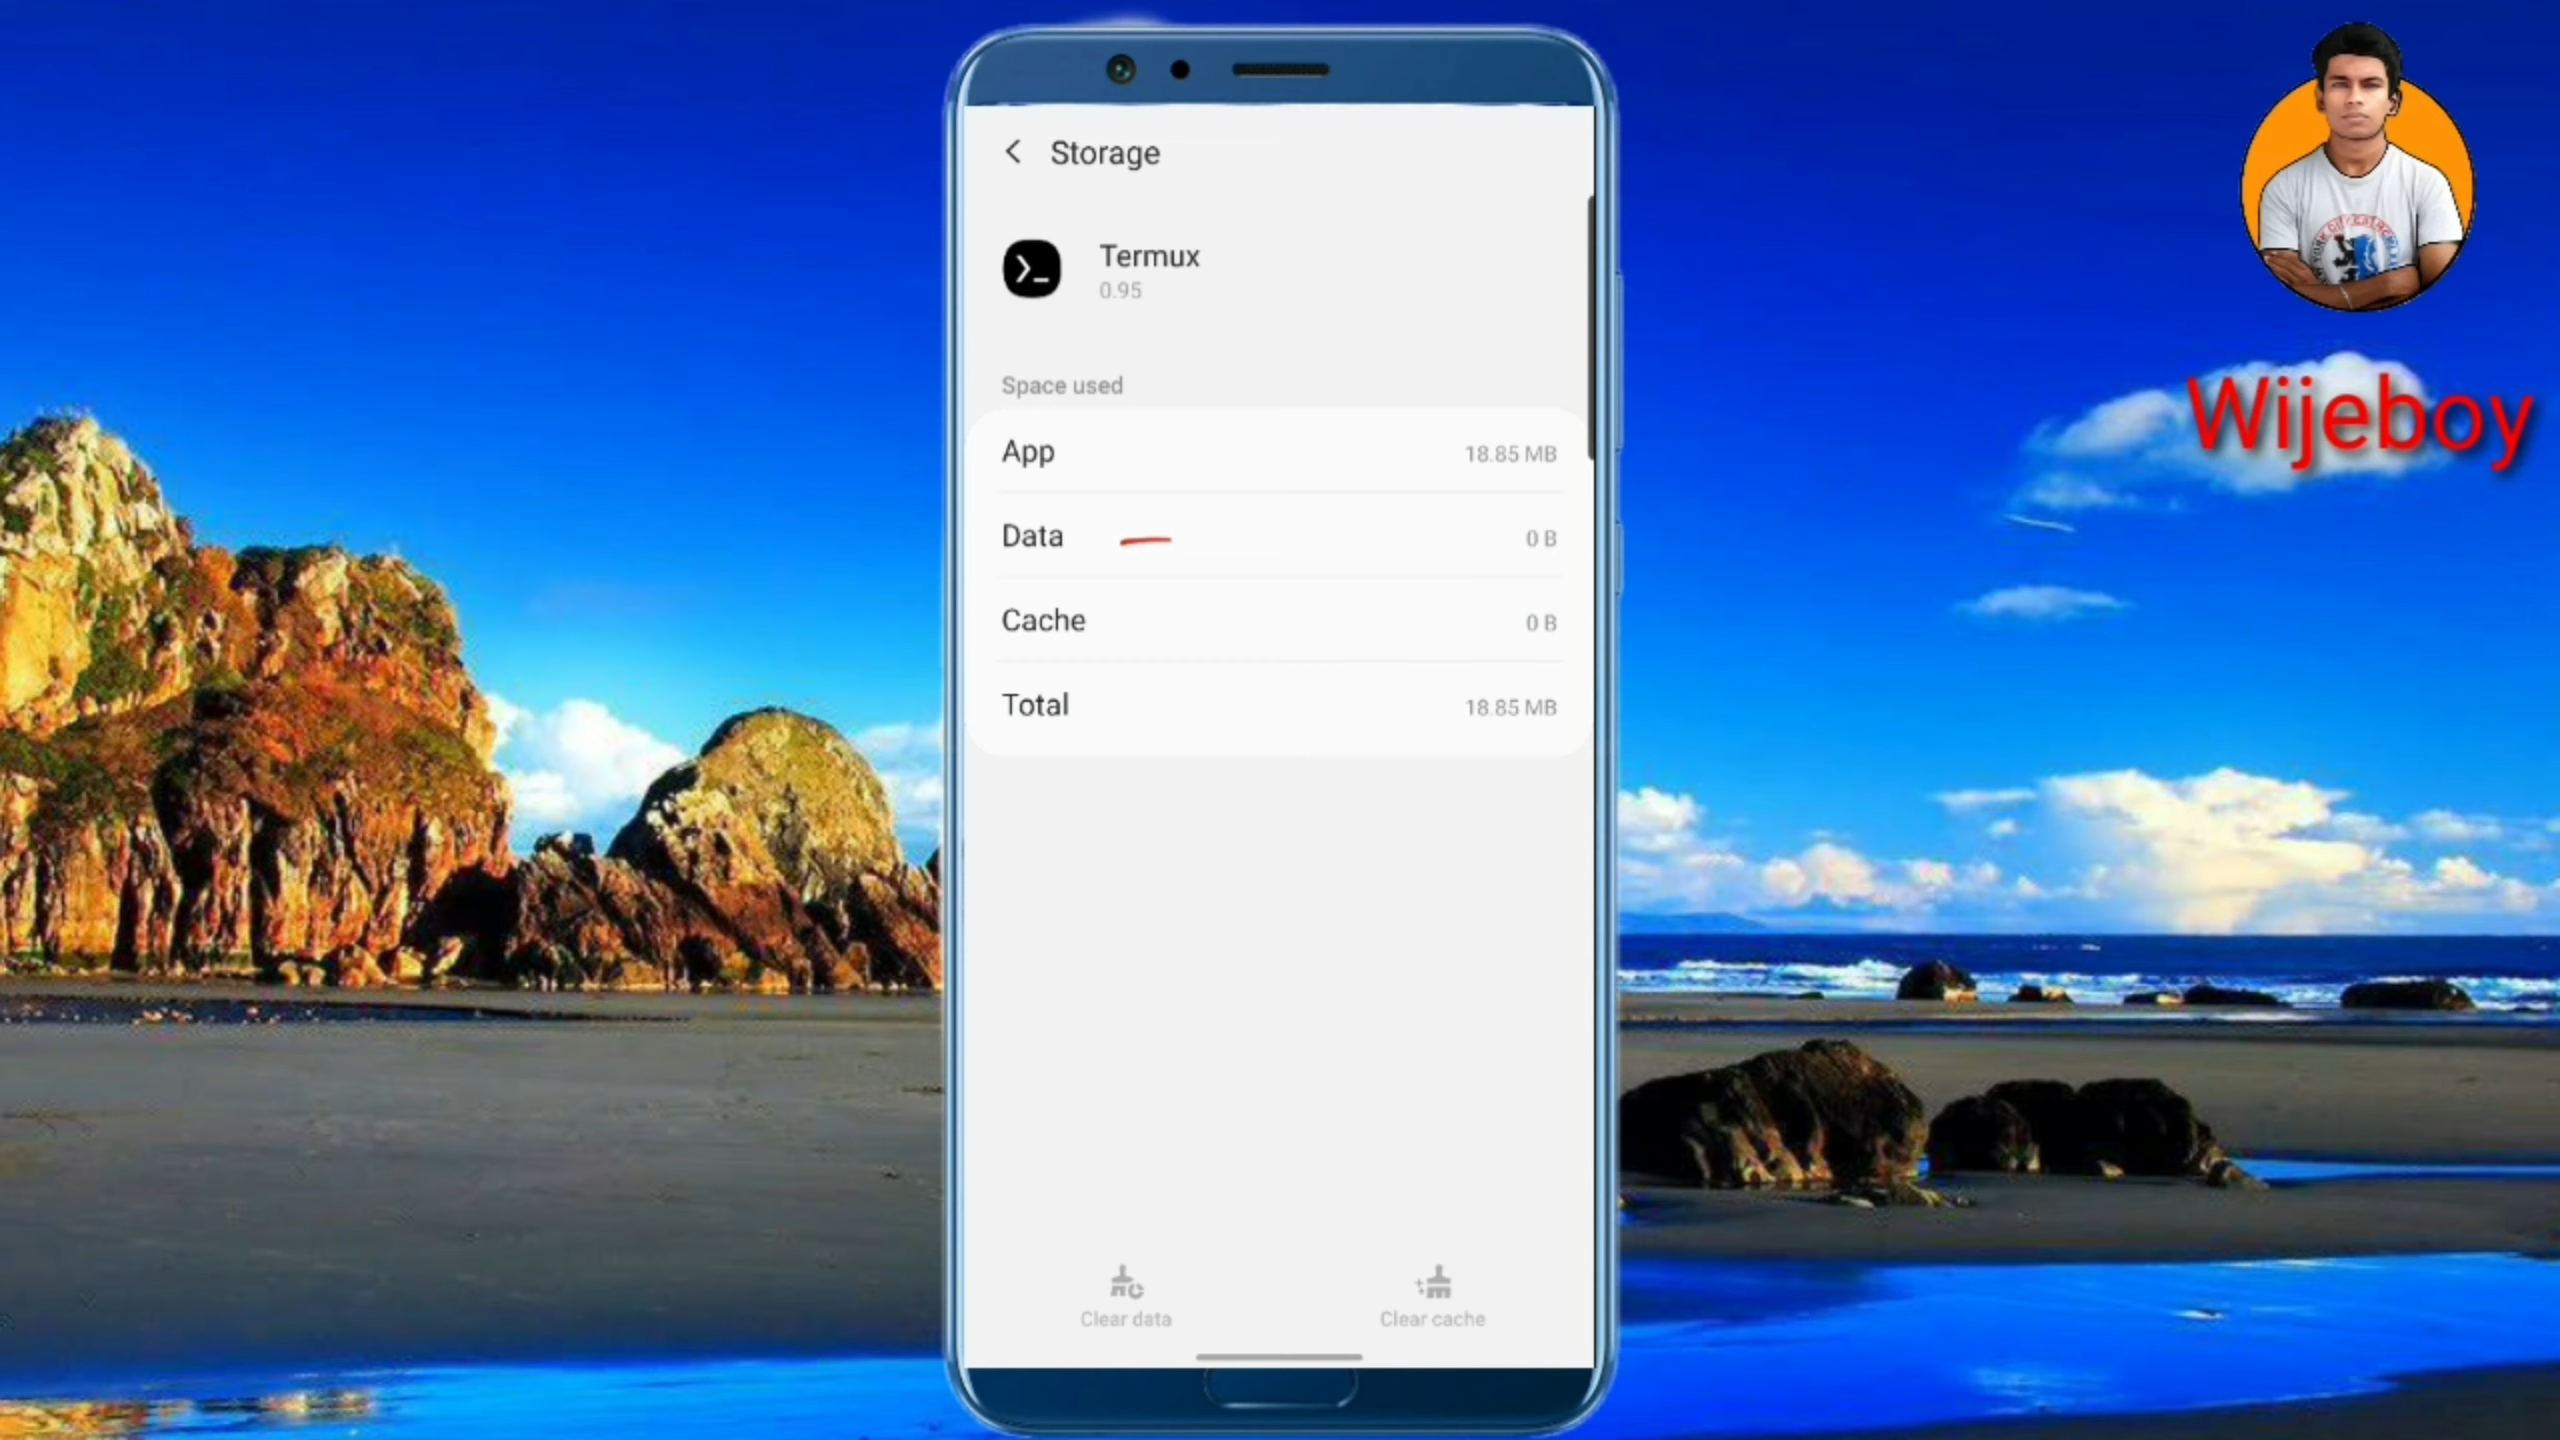 Storage
Termux
0.95
Space used
App 18.85 MB
Data 0 B
Cache 0 B
Total 18.85 MB
Clear data
Clear cache
Wijeboy